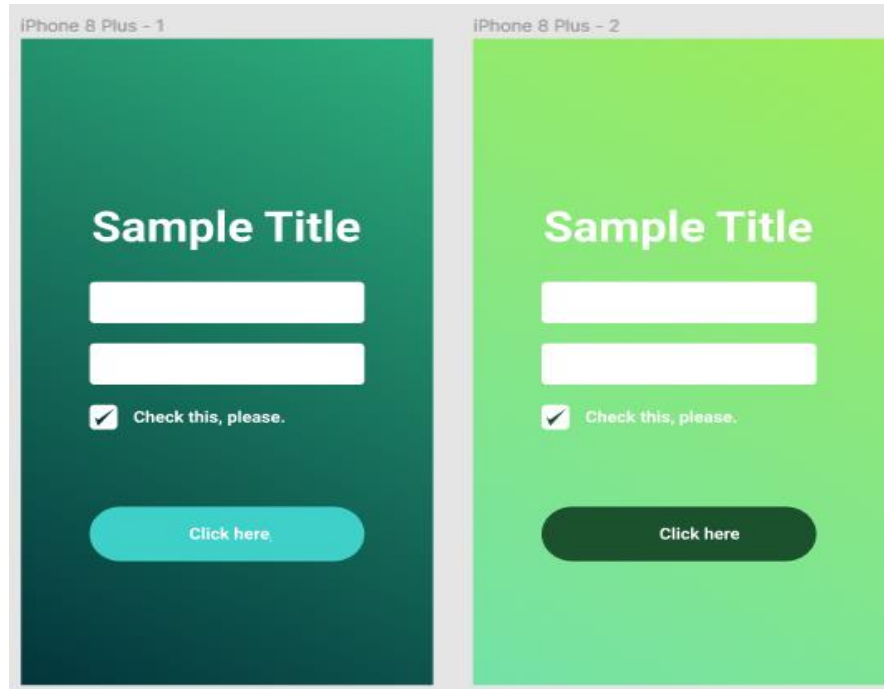 iPhone 8 Plus - 1
Sample Title
Check this, please.
Click here
iPhone 8 Plus - 2
Sample Title
Check this, please.
Click here